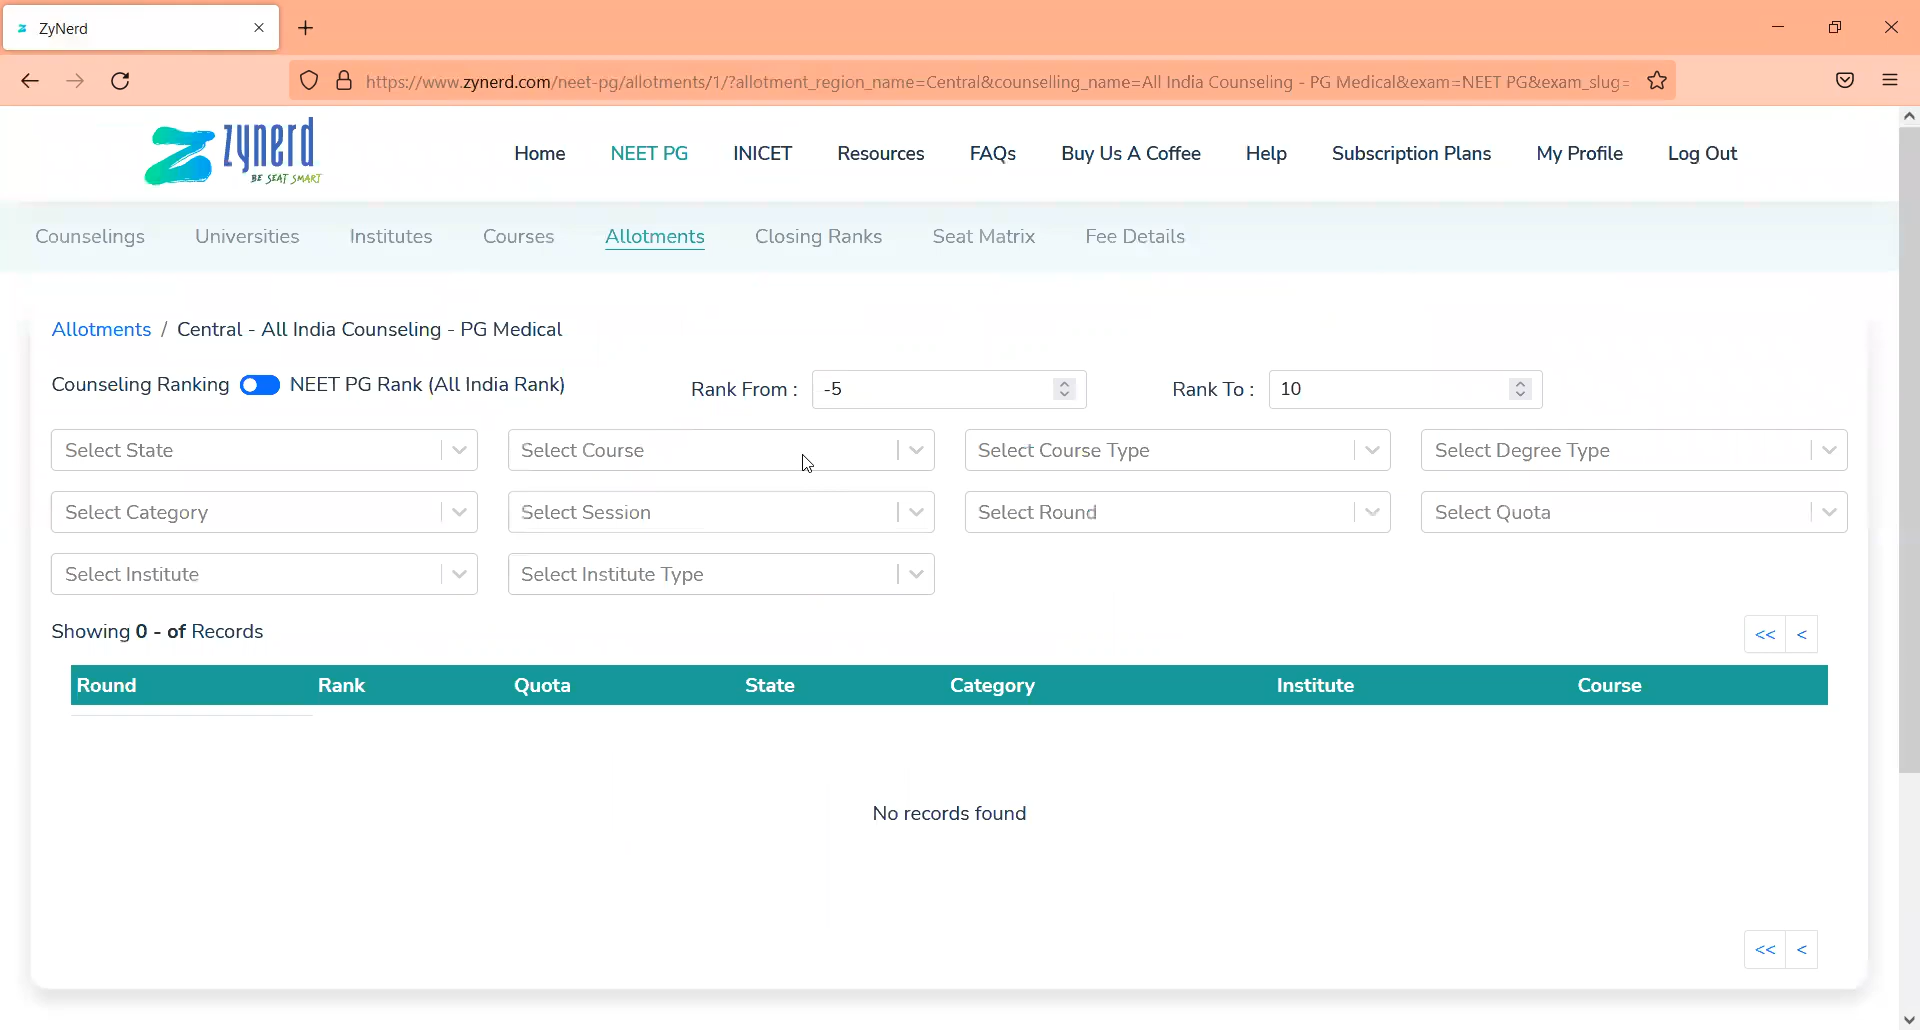 ZyNerd
https://www.zynerd.com/neet-pg/allotments/1/?allotment_region_name=Central&counselling_name=All India Counseling - PG Medical&exam=NEET PG&exam_slug=
zynerd
BE SEAT SMART
Home NEET PG INICET Resources FAQs Buy Us A Coffee Help Subscription Plans My Profile Log Out
Counselings Universities Institutes Courses Allotments Closing Ranks Seat Matrix Fee Details
Allotments / Central - All India Counseling - PG Medical
Counseling Ranking NEET PG Rank (All India Rank) Rank From : -5 Rank To : 10
Select State Select Course Select Course Type Select Degree Type
Select Category Select Session Select Round Select Quota
Select Institute Select Institute Type
Showing 0 - of Records << <
Round Rank Quota State Category Institute Course
No records found
<< <